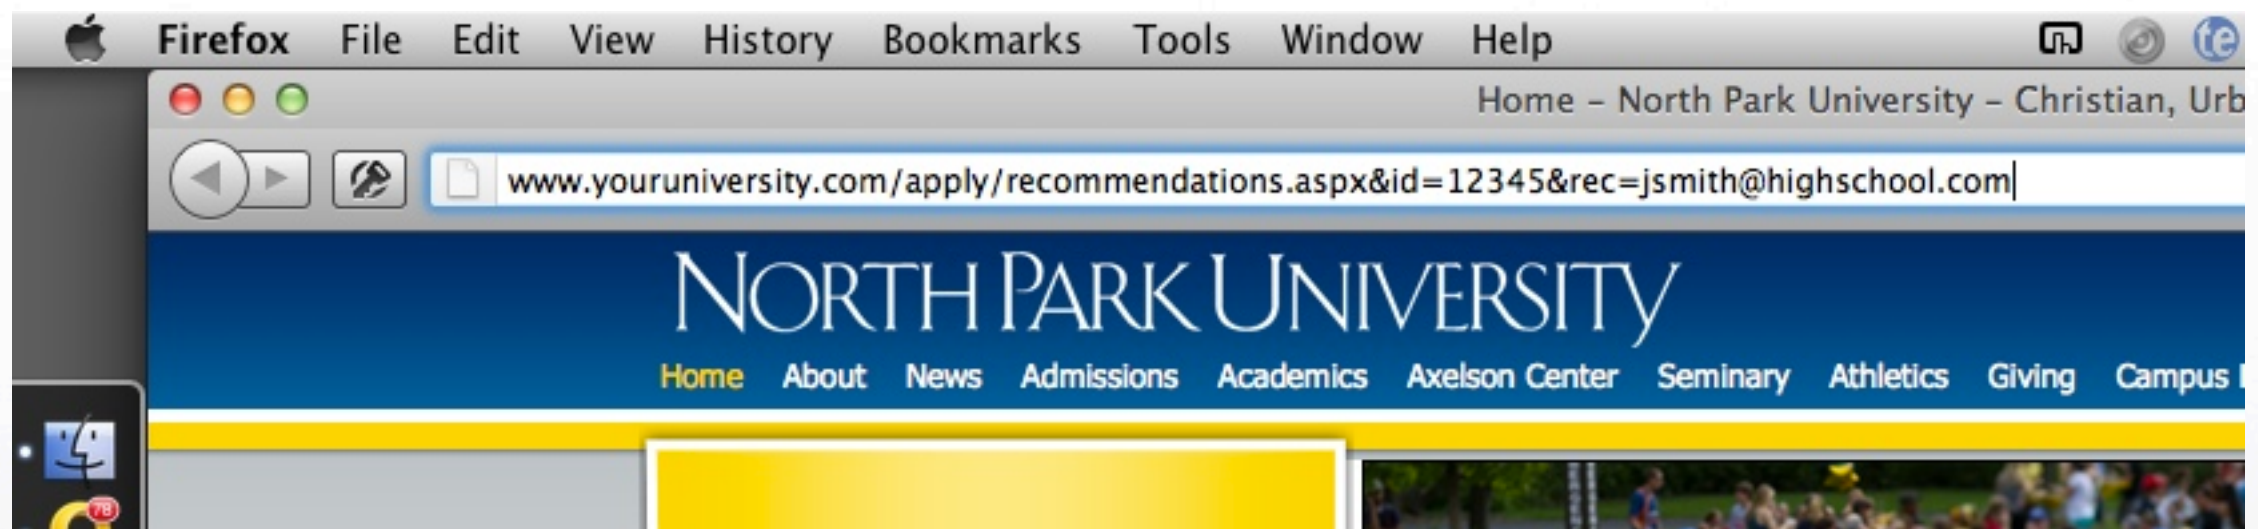 Firefox File Edit View History Bookmarks Tools Window Help
Home – North Park University – Christian, Urb
www.youruniversity.com/apply/recommendations.aspx&id=12345&rec=jsmith@highschool.com
NORTH PARK UNIVERSITY
Home About News Admissions Academics Axelson Center Seminary Athletics Giving Campus
78